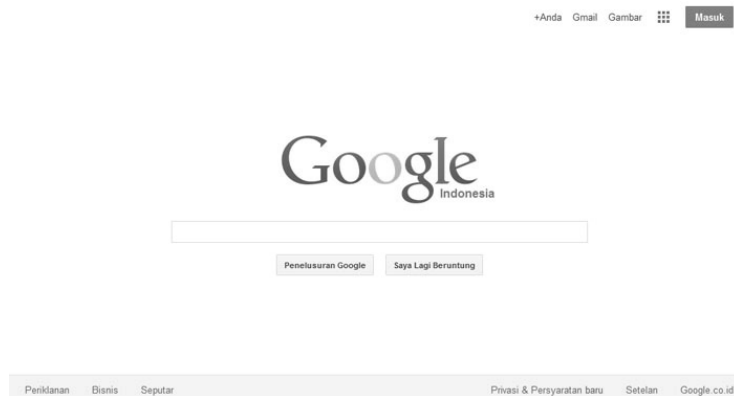 +Anda Gmail Gambar Masuk
Google
Indonesia
Penelusuran Google Saya Lagi Beruntung
Periklanan Bisnis Seputar Privasi & Persyaratan baru Setelan Google.co.id